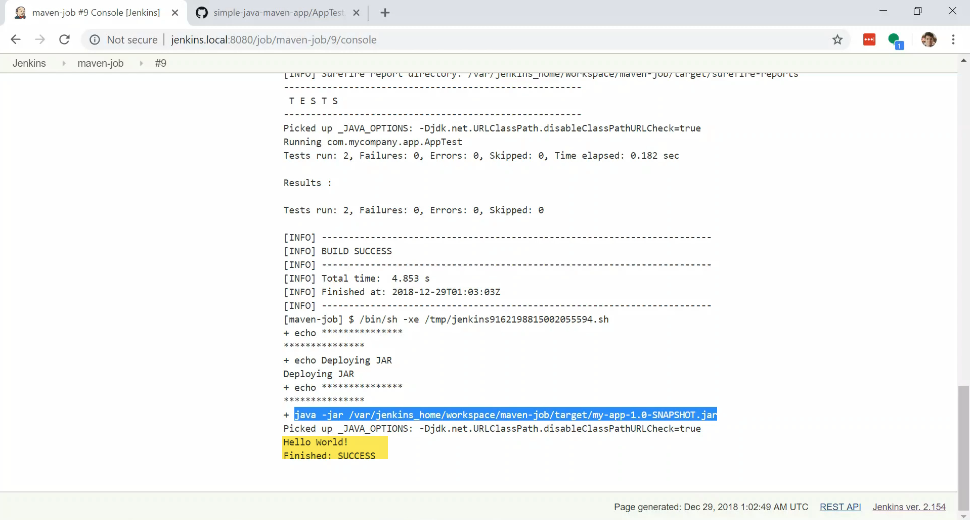 maven-job #9 Console [Jenkins]
simple-java-maven-app/AppTest.
Not secure
jenkins.local:8080/job/maven-job/9/console
1
Jenkins
maven-job
#9
[INFO] Surefire report directory: /var/jenkins_home/workspace/maven-job/target/surefire-reports
-------------------------------------------------------
T E S T S
-------------------------------------------------------
Picked up _JAVA_OPTIONS: -Djdk.net.URLClassPath.disableClassPathURLCheck=true
Running com.mycompany.app.AppTest
Tests run: 2, Failures: 0, Errors: 0, Skipped: 0, Time elapsed: 0.182 sec
Results :
Tests run: 2, Failures: 0, Errors: 0, Skipped: 0
[INFO] ------------------------------------------------------------------------
[INFO] BUILD SUCCESS
[INFO] ------------------------------------------------------------------------
[INFO] Total time:  4.853 s
[INFO] Finished at: 2018-12-29T01:03:03Z
[INFO] ------------------------------------------------------------------------
[maven-job] $ /bin/sh -xe /tmp/jenkins9162198815002055594.sh
+ echo ***************
***************
+ echo Deploying JAR
Deploying JAR
+ echo ***************
***************
+ java -jar /var/jenkins_home/workspace/maven-job/target/my-app-1.0-SNAPSHOT.jar
Picked up _JAVA_OPTIONS: -Djdk.net.URLClassPath.disableClassPathURLCheck=true
Hello World!
Finished: SUCCESS
Page generated: Dec 29, 2018 1:02:49 AM UTC
REST API
Jenkins ver. 2.154